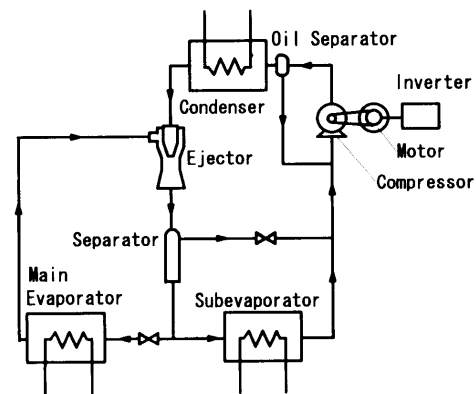 Oil Separator
Inverter
Condenser
Motor
Ejector
Compressor
Separator
Main
Evaporator
Subevaporator